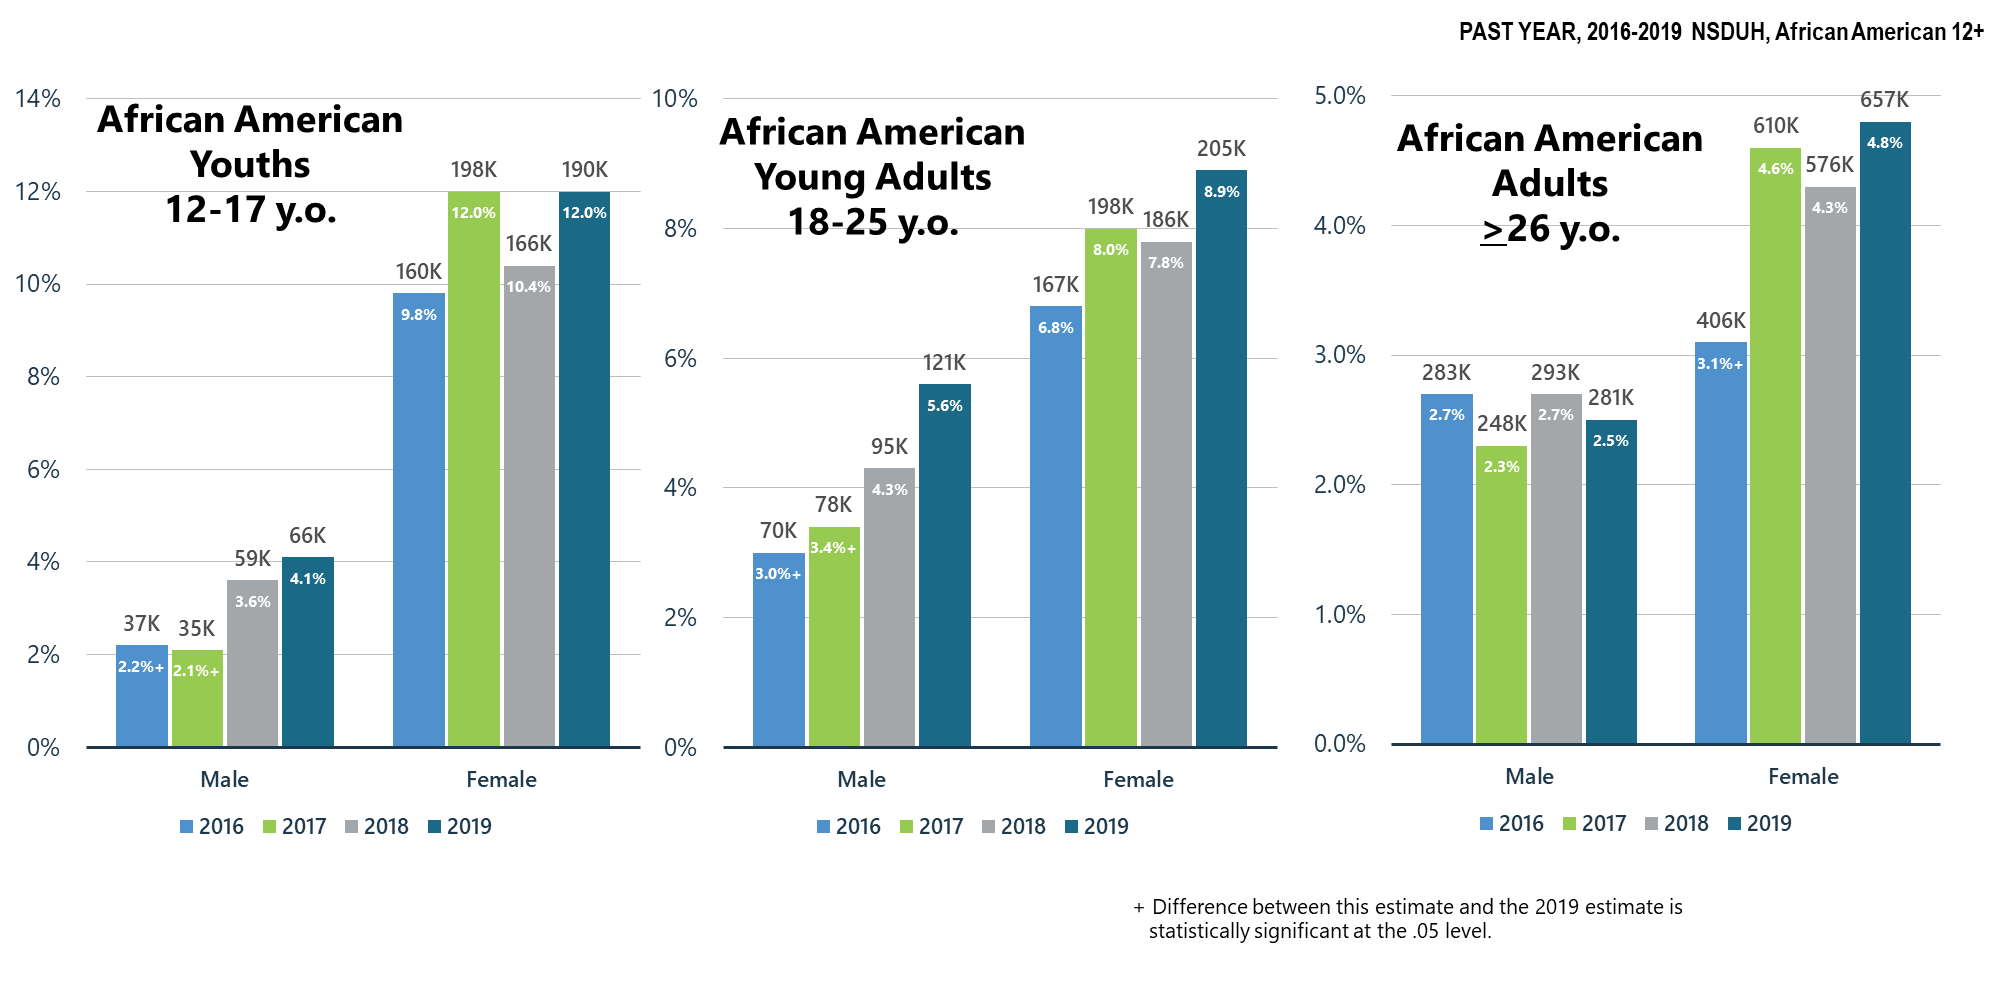 PAST YEAR, 2016-2019 NSDUH, African American 12+
African American
Youths
12-17 y.o.
14%
12%
10%
8%
6%
4%
2%
0%
37K
2.2%+
35K
2.1%+
59K
3.6%
66K
4.1%
160K
9.8%
198K
12.0%
166K
10.4%
190K
12.0%
Male Female
2016 2017 2018 2019
African American
Young Adults
18-25 y.o.
10%
8%
6%
4%
2%
0%
70K
3.0%+
78K
3.4%+
95K
4.3%
121K
5.6%
167K
6.8%
198K
8.0%
186K
7.8%
205K
8.9%
Male Female
2016 2017 2018 2019
African American
Adults
>26 y.o.
5.0%
4.0%
3.0%
2.0%
1.0%
0.0%
283K
2.7%
248K
2.3%
293K
2.7%
281K
2.5%
406K
3.1%+
610K
4.6%
576K
4.3%
657K
4.8%
Male Female
2016 2017 2018 2019
+ Difference between this estimate and the 2019 estimate is
statistically significant at the .05 level.